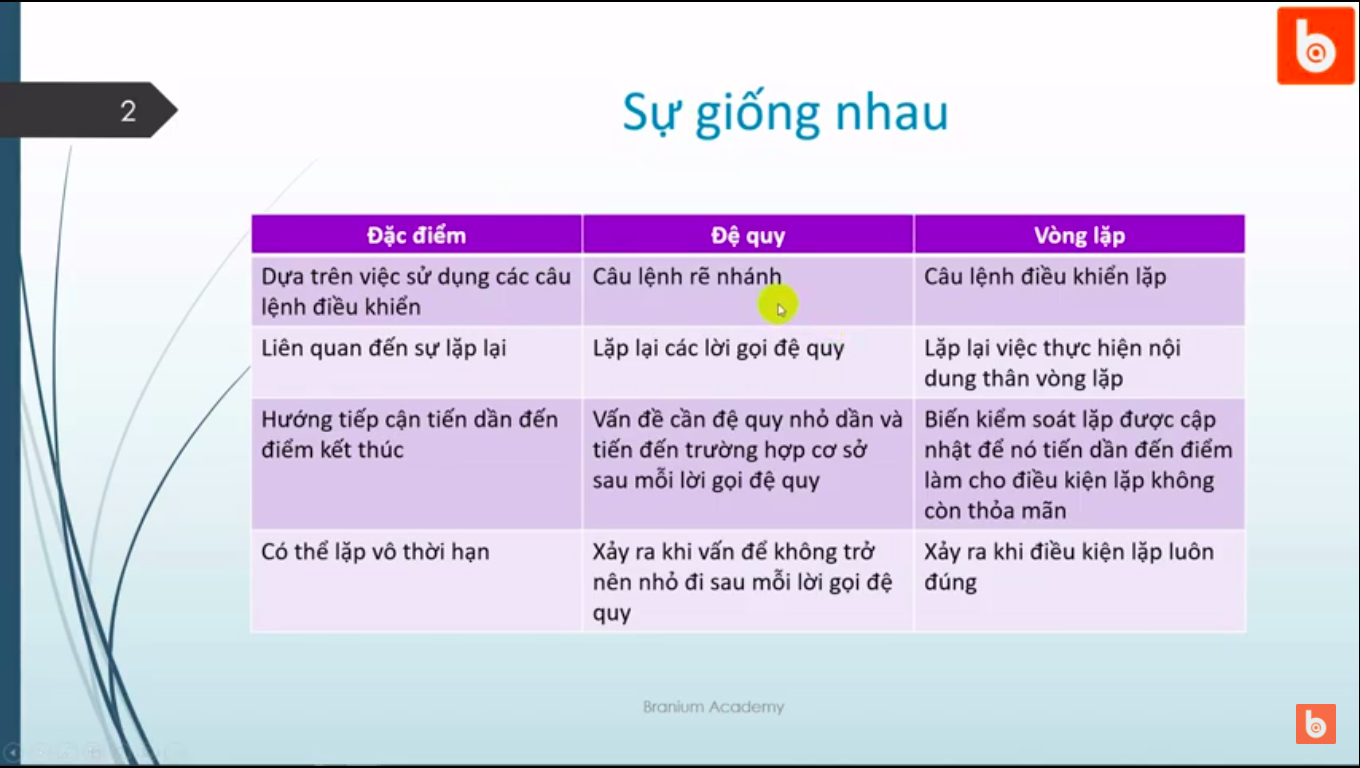 2
Sự giống nhau
Đặc điểm
Đệ quy
Vòng lặp
Dựa trên việc sử dụng các câu
lệnh điều khiển
Câu lệnh rẽ nhánh
Câu lệnh điều khiển lặp
Liên quan đến sự lặp lại
Lặp lại các lời gọi đệ quy
Lặp lại việc thực hiện nội
dung thân vòng lặp
Hướng tiếp cận tiến dần đến
điểm kết thúc
Vấn đề cần đệ quy nhỏ dần và
tiến đến trường hợp cơ sở
sau mỗi lời gọi đệ quy
Biến kiểm soát lặp được cập
nhật để nó tiến dần đến điểm
làm cho điều kiện lặp không
còn thỏa mãn
Có thể lặp vô thời hạn
Xảy ra khi vấn để không trở
nên nhỏ đi sau mỗi lời gọi đệ
quy
Xảy ra khi điều kiện lặp luôn
đúng
Branium Academy